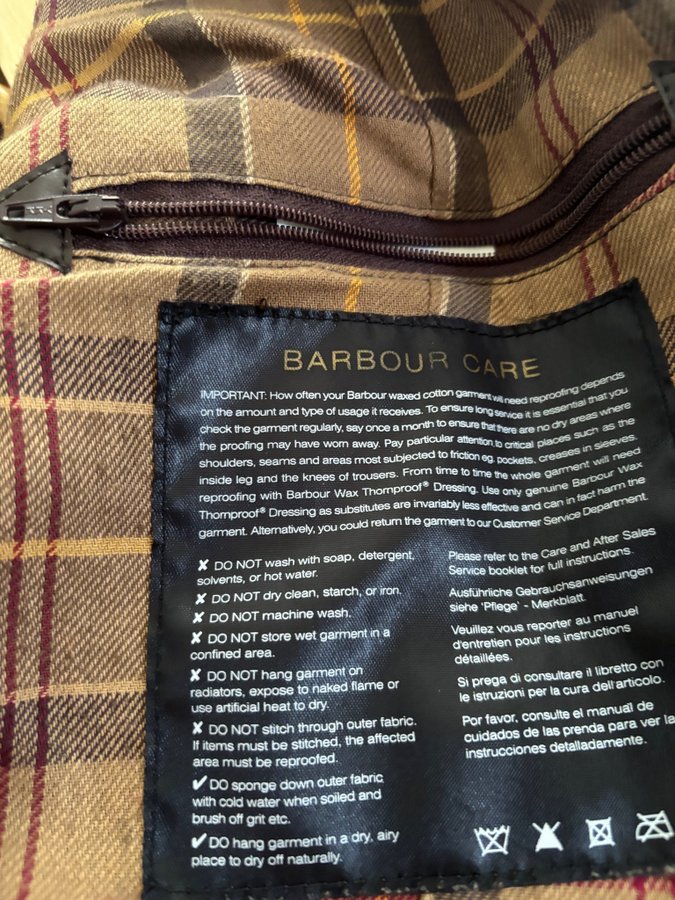 BARBOUR CARE
IMPORTANT: How often your Barbour waxed cotton garment will need reproofing depends
on the amount and type of usage it receives. To ensure long service it is essential that you
check the garment regularly, say once a month to ensure that there are no dry areas where
the proofing may have worn away. Pay particular attention to critical places such as the
shoulders, seams and areas most subjected to friction eg. pockets, creases in sleeves,
inside leg and the knees of trousers. From time to time the whole garment will need
reproofing with Barbour Wax Thornproof® Dressing. Use only genuine Barbour Wax
Thornproof® Dressing as substitutes are invariably less effective and can in fact harm the
garment. Alternatively, you could return the garment to our Customer Service Department.
✘ DO NOT wash with soap, detergent,
solvents, or hot water.
✘ DO NOT dry clean, starch, or iron.
✘ DO NOT machine wash.
✘ DO NOT store wet garment in a
confined area.
✘ DO NOT hang garment on
radiators, expose to naked flame or
use artificial heat to dry.
✘ DO NOT stitch through outer fabric.
If items must be stitched, the affected
area must be reproofed.
✔ DO sponge down outer fabric
with cold water when soiled and
brush off grit etc.
✔ DO hang garment in a dry, airy
place to dry off naturally.
Please refer to the Care and After Sales
Service booklet for full instructions.
Ausführliche Gebrauchsanweisungen
siehe 'Pflege' - Merkblatt.
Veuillez vous reporter au manuel
d'entretien pour les instructions
détaillées.
Si prega di consultare il libretto con
le istruzioni per la cura dell'articolo.
Por favor, consulte el manual de
cuidados de las prenda para ver la
instrucciones detalladamente.